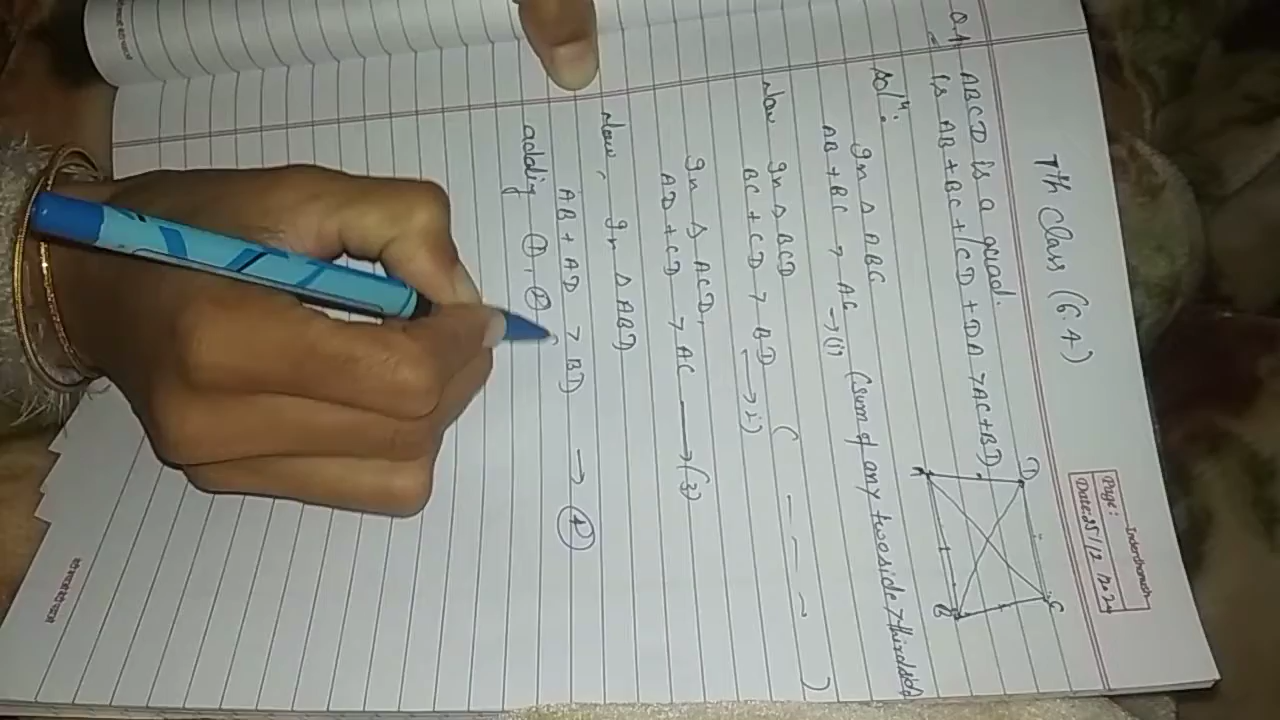 7th Class (6.4)
Page:
Date: 25/12/2024
Q.4 ABCD is a quad.
is AB + BC + CD + DA > AC + BD
D
C
A
B
Solⁿ. In Δ ABC
AB + BC > AC → (i) (Sum of any two side > third side)
Now In Δ BCD
BC + CD > BD → 2) ( - - - )
In Δ ACD,
AD + CD > AC → (3)
Now, In Δ ABD
AB + AD > BD → ④
adding ①, ②